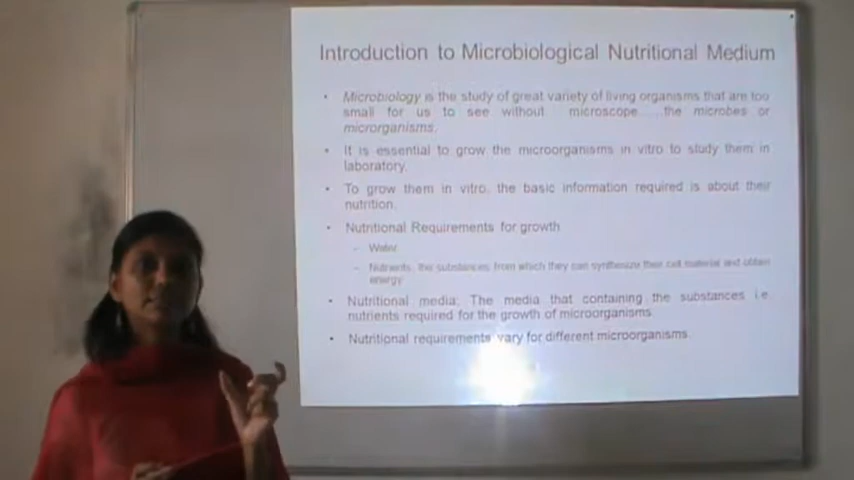 Introduction to Microbiological Nutritional Medium
• Microbiology is the study of great variety of living organisms that are too
small for us to see without microscope.....the microbes or
microrganisms.
• It is essential to grow the microorganisms in vitro to study them in
laboratory.
• To grow them in vitro, the basic information required is about their
nutrition.
• Nutritional Requirements for growth
– Water
– Nutrients: the substances from which they can synthesize their cell material and obtain
energy
• Nutritional media: The media that containing the substances i.e
nutrients required for the growth of microorganisms
• Nutritional requirements vary for different microorganisms.